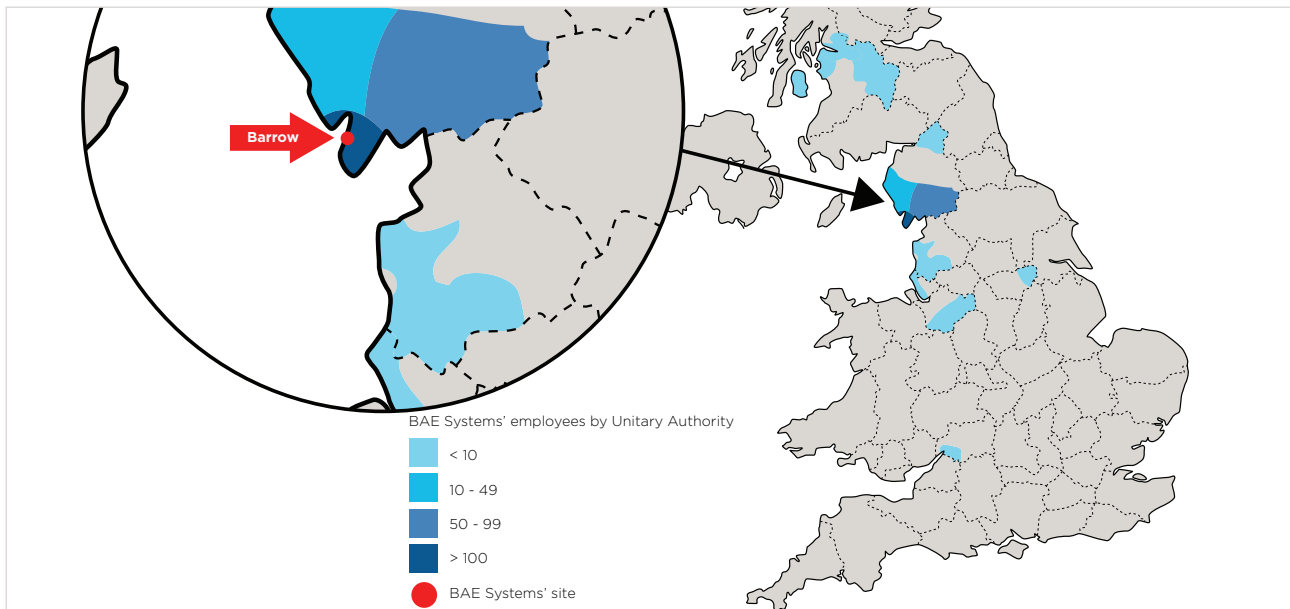 Barrow
BAE Systems' employees by Unitary Authority
< 10
10 - 49
50 - 99
> 100
BAE Systems' site